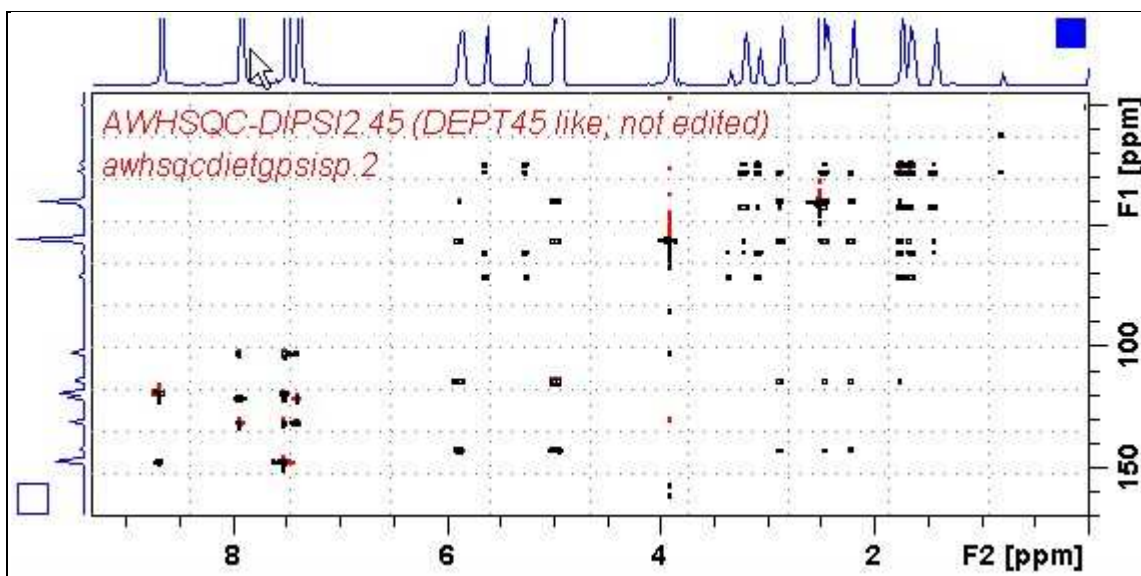 AWHSQC-DIPSI2.45 (DEPT45 like; not edited)
awhsqcdietgpsisp.2
F1 [ppm]
100
150
8
6
4
2
F2 [ppm]